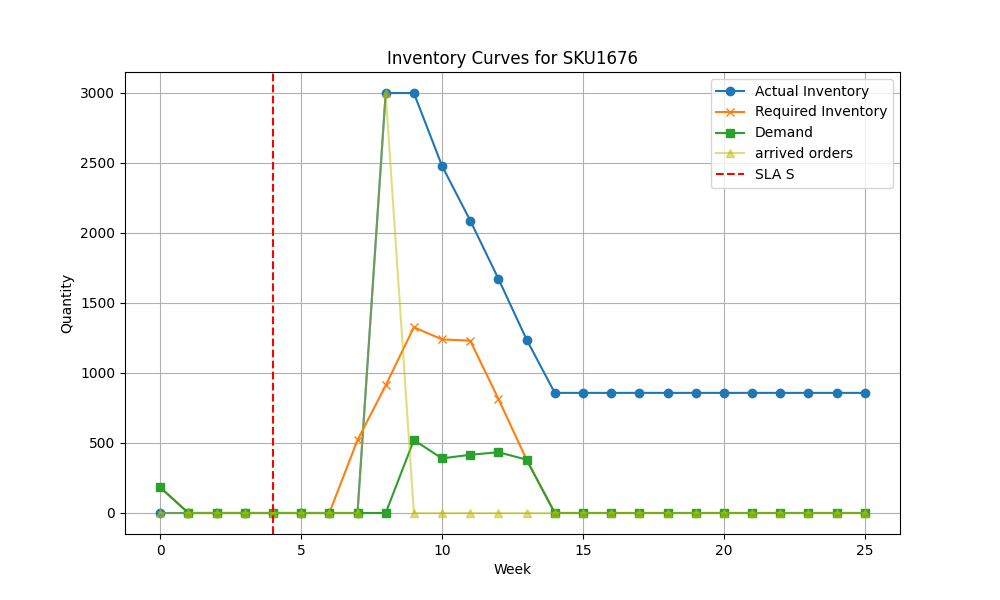 Inventory Curves for SKU1676
Actual Inventory
Required Inventory
Demand
arrived orders
SLA S
Quantity
3000
2500
2000
1500
1000
500
0
0 5 10 15 20 25
Week